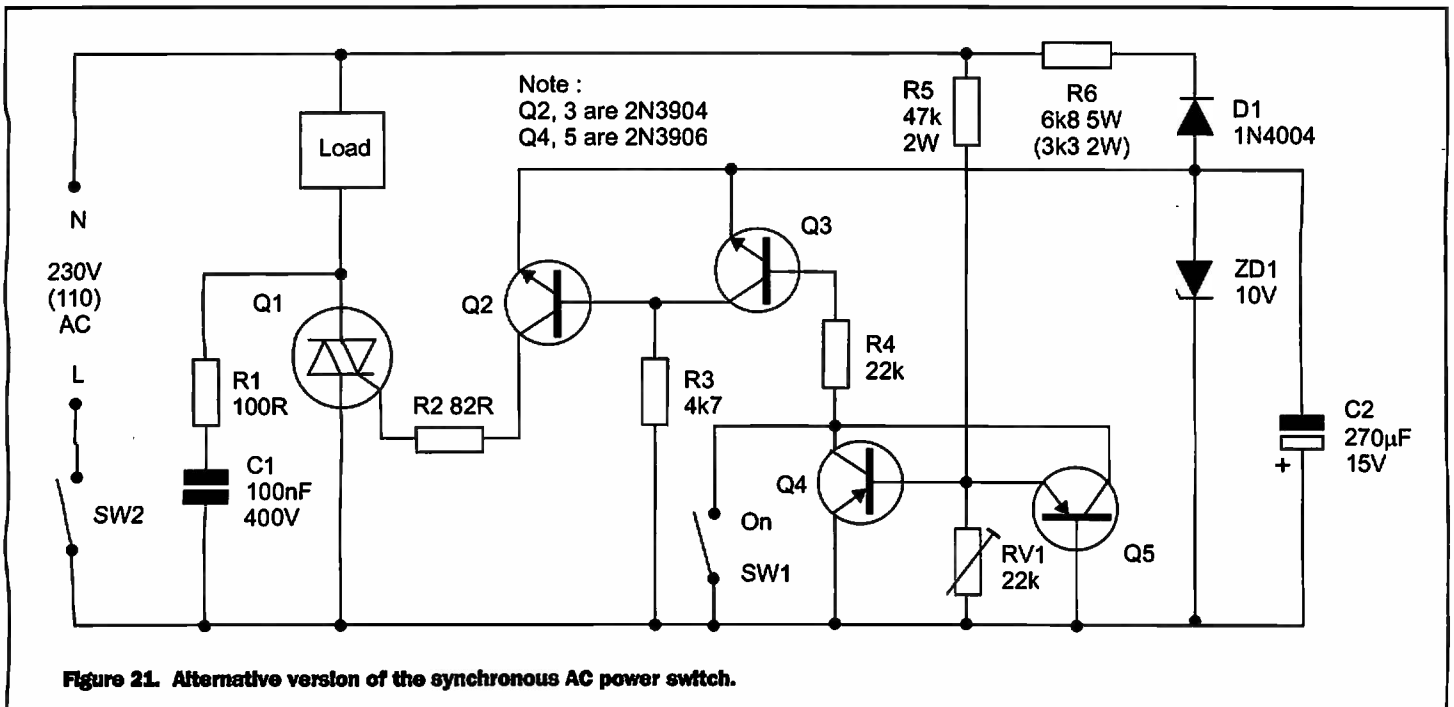 Note :
Q2, 3 are 2N3904
Q4, 5 are 2N3906
R5
47k
2W
R6
6k8 5W
(3k3 2W)
D1
1N4004
Load
N
230V
(110)
AC
L
SW2
Q1
Q2
Q3
ZD1
10V
R1
100R
C1
100nF
400V
R2 82R
R3
4k7
R4
22k
Q4
On
SW1
RV1
22k
Q5
C2
270µF
15V
+
Figure 21. Alternative version of the synchronous AC power switch.